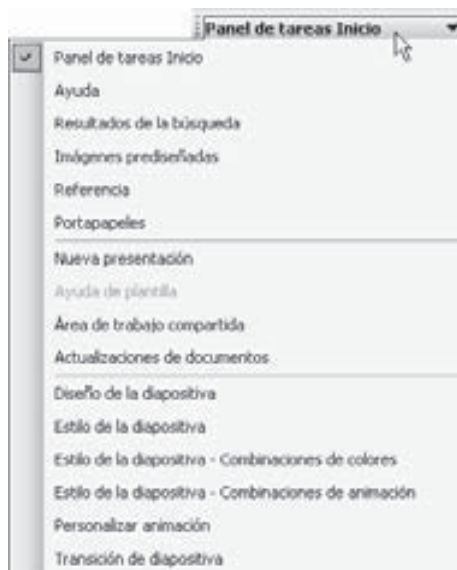 Panel de tareas Inicio
Panel de tareas Inicio
Ayuda
Resultados de la búsqueda
Imágenes prediseñadas
Referencia
Portapapeles
Nueva presentación
Ayuda de plantilla
Área de trabajo compartida
Actualizaciones de documentos
Diseño de la diapositiva
Estilo de la diapositiva
Estilo de la diapositiva - Combinaciones de colores
Estilo de la diapositiva - Combinaciones de animación
Personalizar animación
Transición de diapositiva